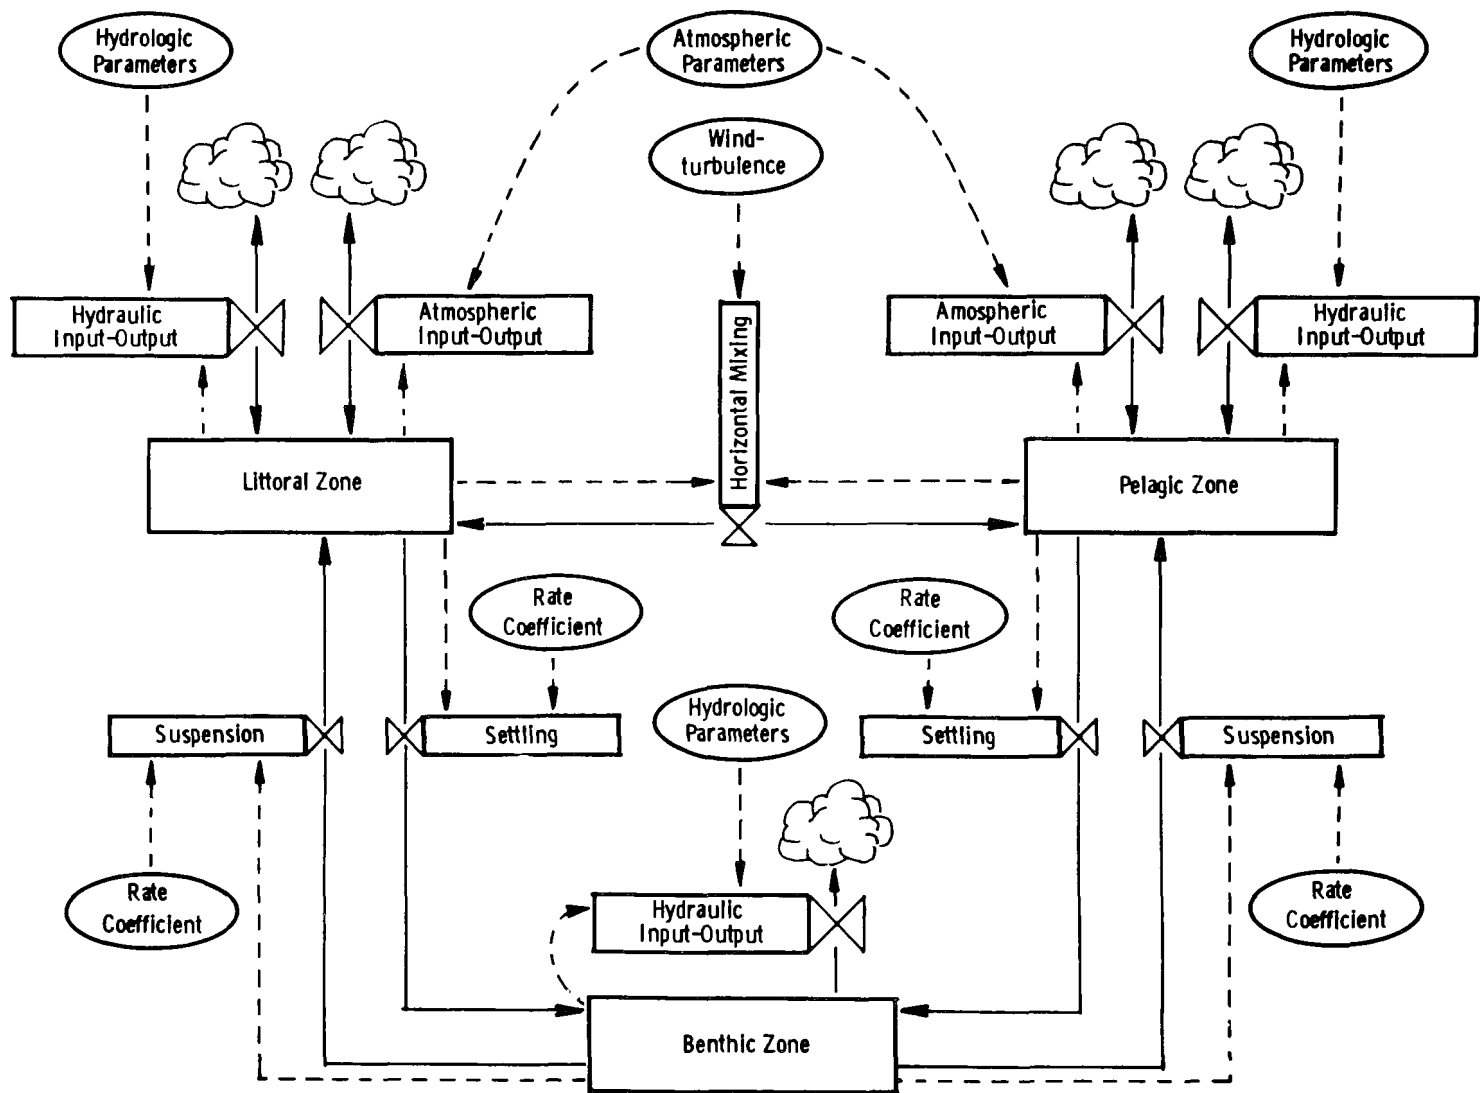 Hydrologic
Parameters
Atmospheric
Parameters
Hydrologic
Parameters
Wind-
turbulence
Hydraulic
Input-Output
Atmospheric
Input-Output
Horizontal Mixing
Amospheric
Input-Output
Hydraulic
Input-Output
Littoral Zone
Pelagic Zone
Rate
Coefficient
Rate
Coefficient
Suspension
Settling
Hydrologic
Parameters
Settling
Suspension
Rate
Coefficient
Hydraulic
Input-Output
Rate
Coefficient
Benthic Zone